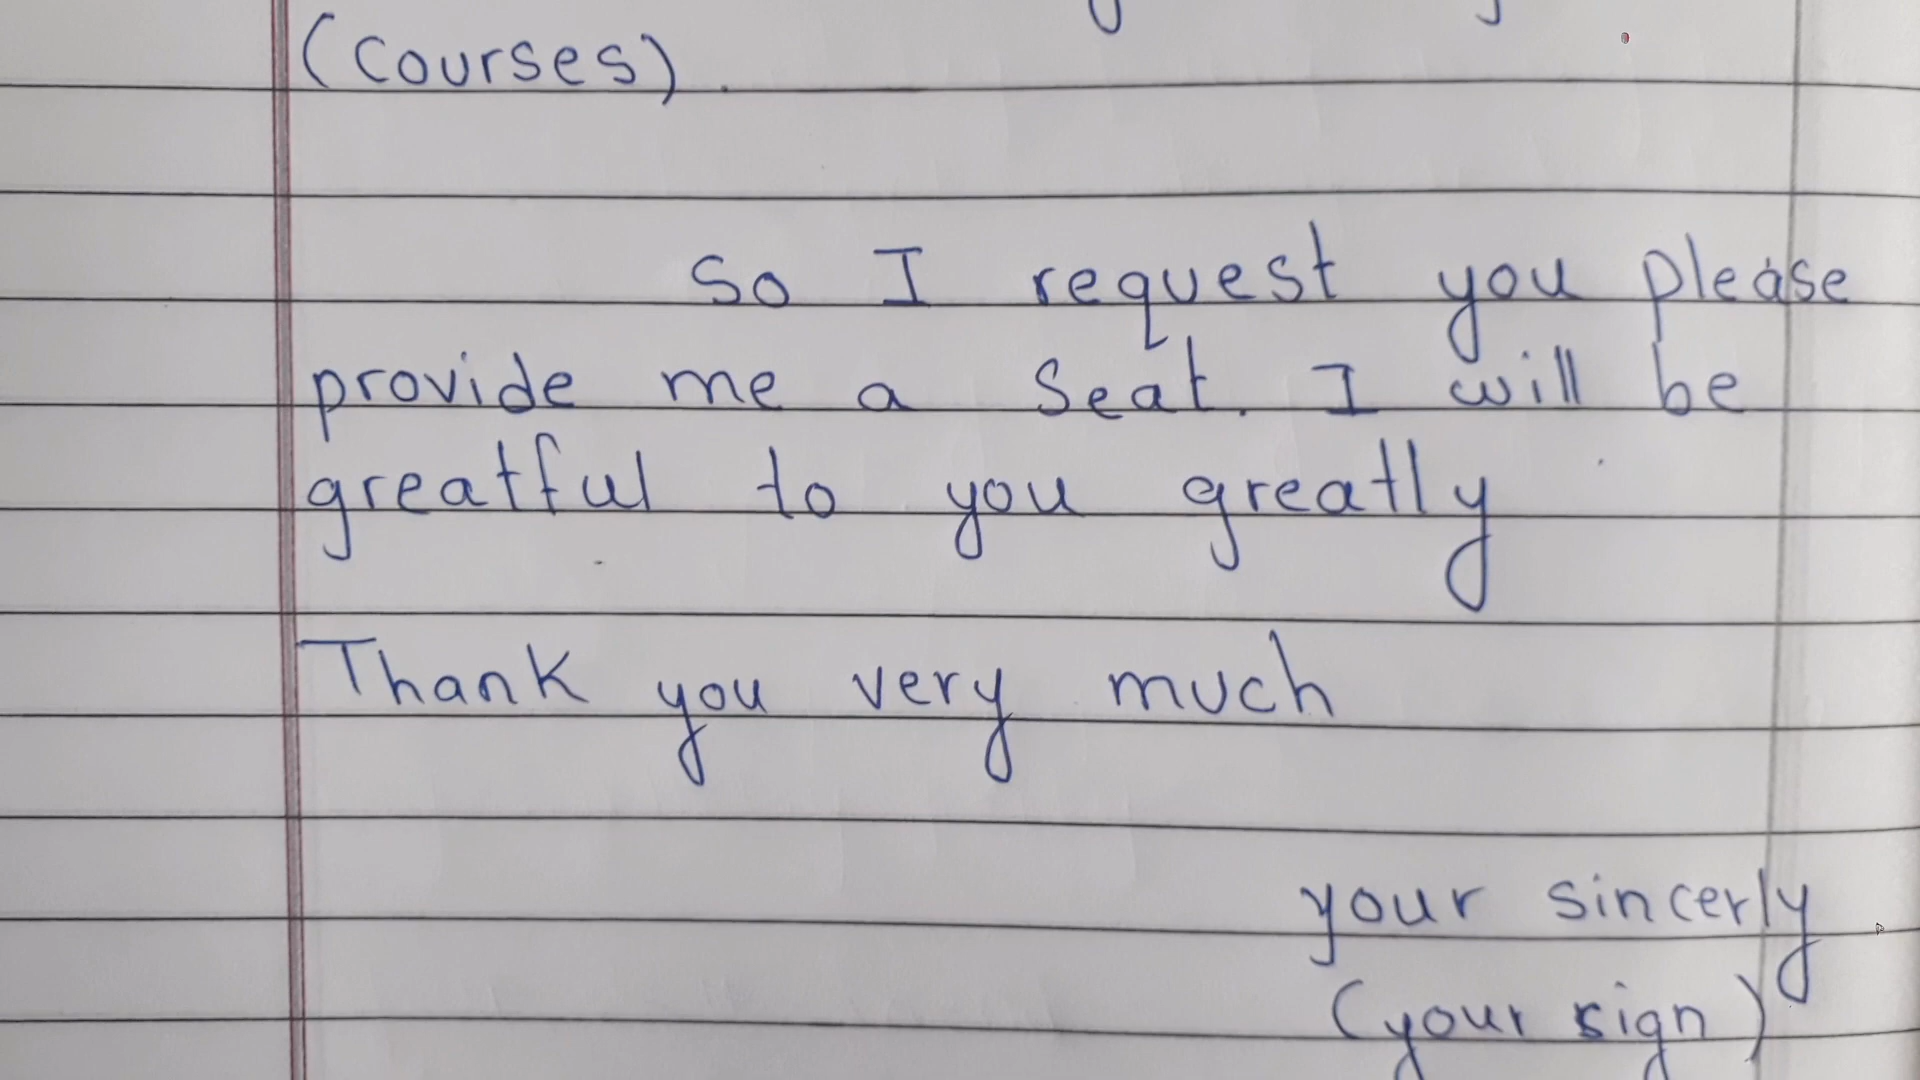 (courses).
So I request you please
provide me a Seat. I will be
greatful to you greatly
Thank you very much
your sincerly
(your sign)